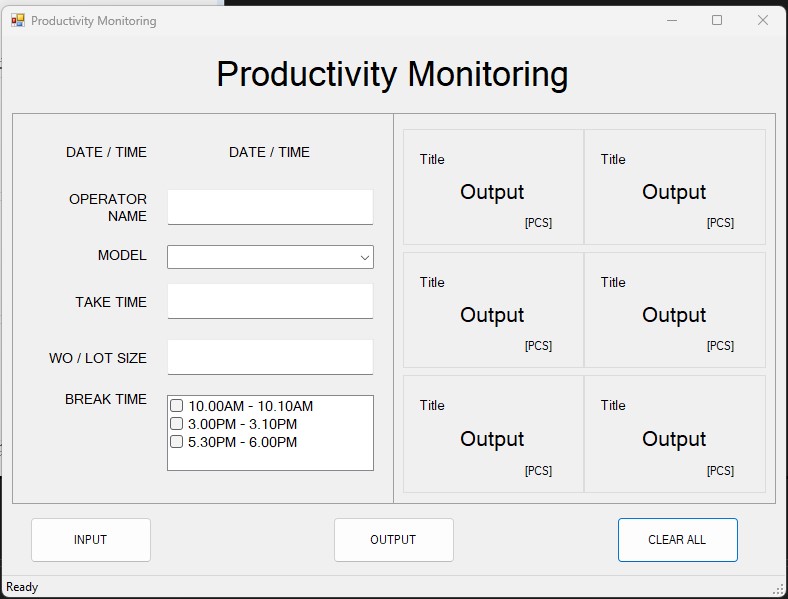 Productivity Monitoring
Productivity Monitoring
DATE / TIME
DATE / TIME
OPERATOR
NAME
MODEL
TAKE TIME
WO / LOT SIZE
BREAK TIME
10.00AM - 10.10AM
3.00PM - 3.10PM
5.30PM - 6.00PM
Title
Output
[PCS]
Title
Output
[PCS]
Title
Output
[PCS]
Title
Output
[PCS]
Title
Output
[PCS]
Title
Output
[PCS]
INPUT
OUTPUT
CLEAR ALL
Ready